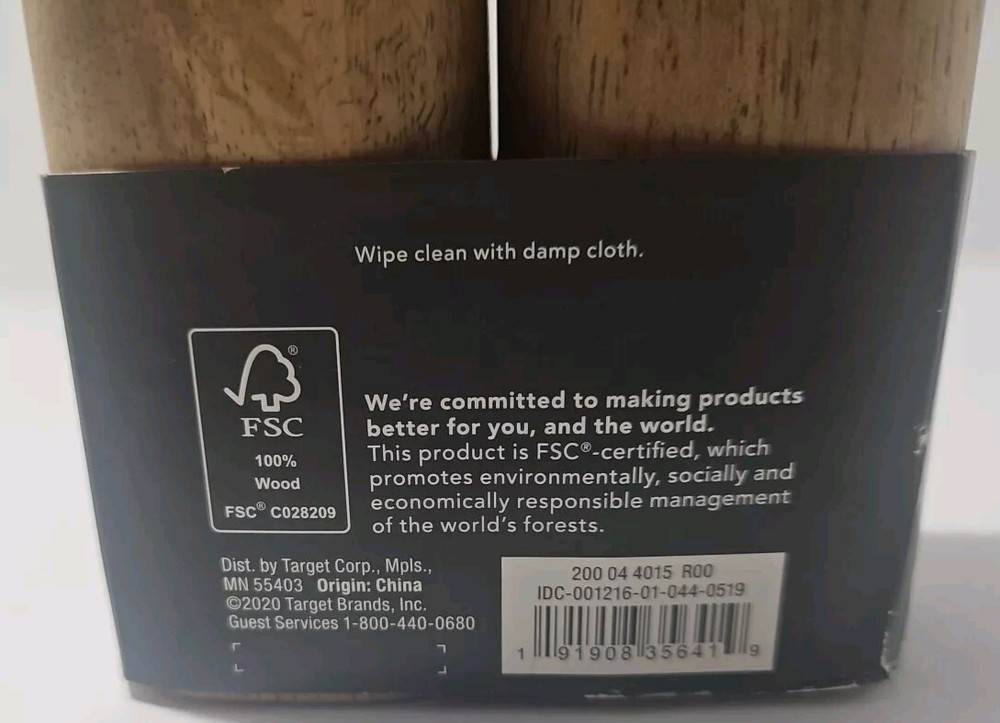 Wipe clean with damp cloth.
®
FSC
100%
Wood
FSC® C028209
We're committed to making products
better for you, and the world.
This product is FSC®-certified, which
promotes environmentally, socially and
economically responsible management
of the world's forests.
Dist. by Target Corp., Mpls.,
MN 55403 Origin: China
©2020 Target Brands, Inc.
Guest Services 1-800-440-0680
200 04 4015 R00
IDC-001216-01-044-0519
1 91908 35641 9